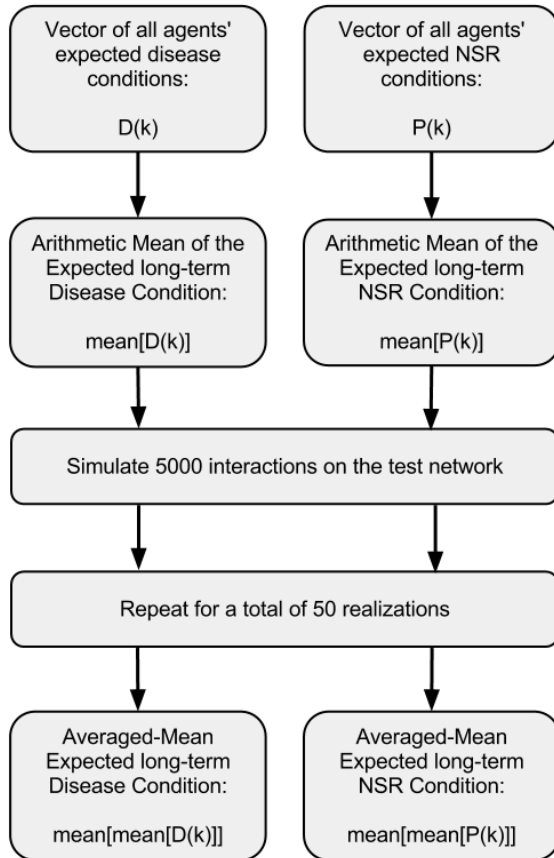 Vector of all agents'
expected disease
conditions:
D(k)
Vector of all agents'
expected NSR
conditions:
P(k)
Arithmetic Mean of the
Expected long-term
Disease Condition:
mean[D(k)]
Arithmetic Mean of the
Expected long-term
NSR Condition:
mean[P(k)]
Simulate 5000 interactions on the test network
Repeat for a total of 50 realizations
Averaged-Mean
Expected long-term
Disease Condition:
mean[mean[D(k)]]
Averaged-Mean
Expected long-term
NSR Condition:
mean[mean[P(k)]]